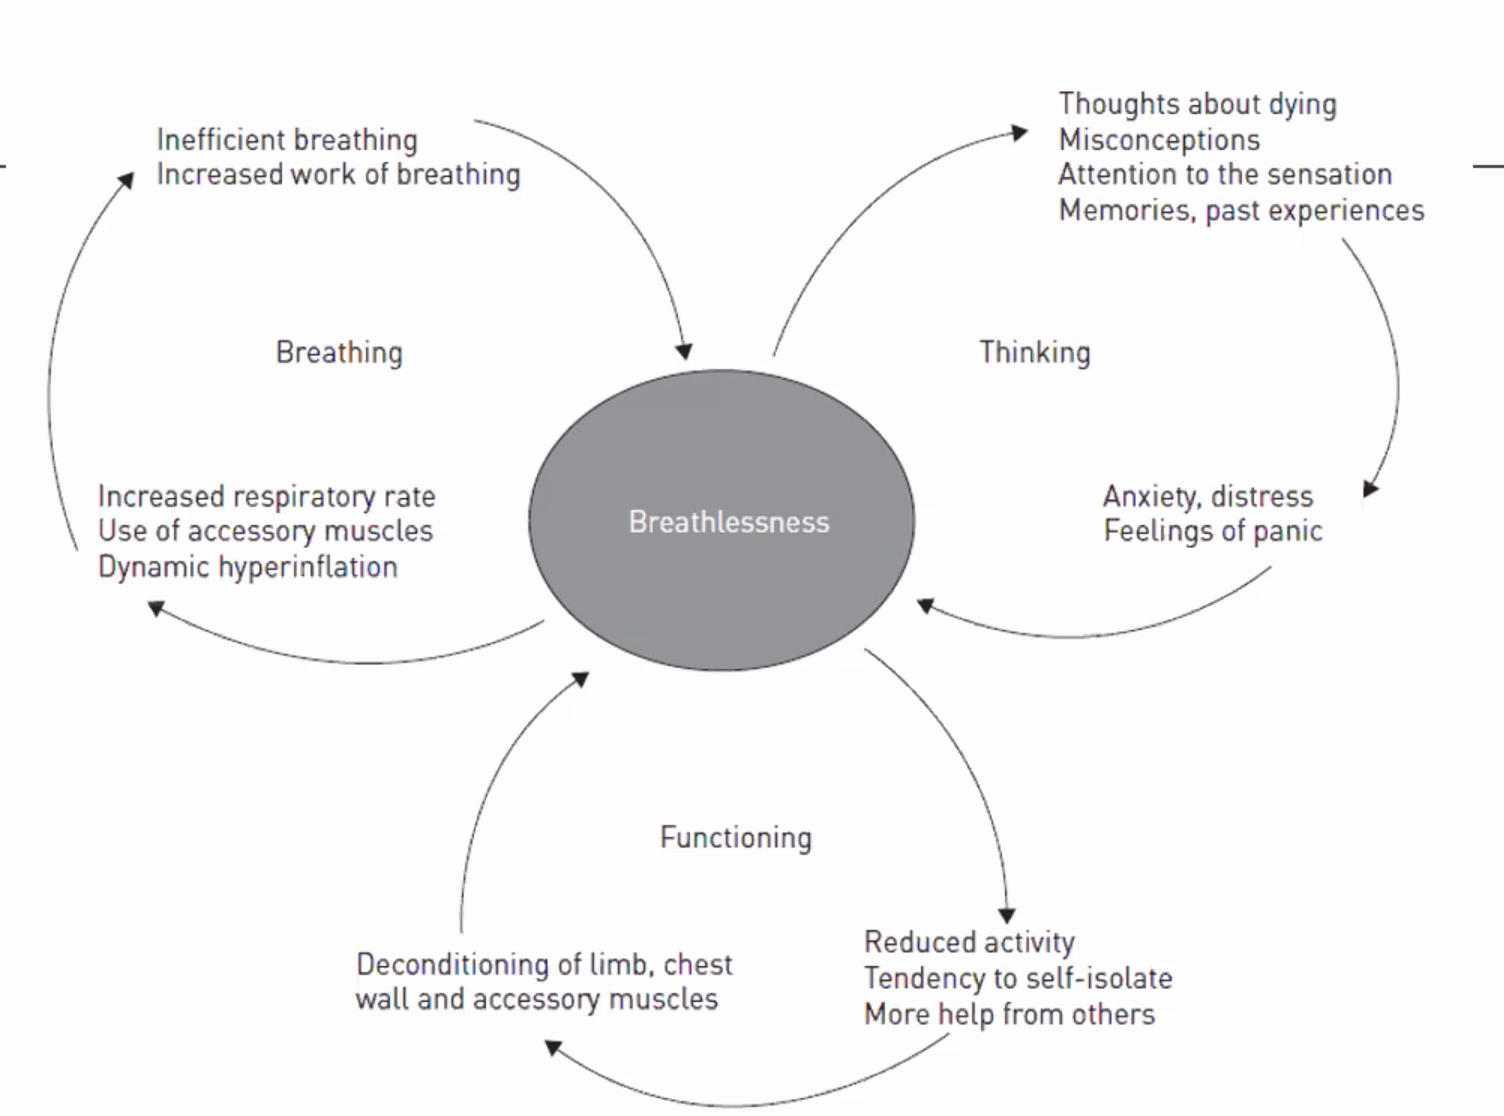 Inefficient breathing
Increased work of breathing
Thoughts about dying
Misconceptions
Attention to the sensation
Memories, past experiences
Breathing
Thinking
Increased respiratory rate
Use of accessory muscles
Dynamic hyperinflation
Breathlessness
Anxiety, distress
Feelings of panic
Functioning
Deconditioning of limb, chest
wall and accessory muscles
Reduced activity
Tendency to self-isolate
More help from others